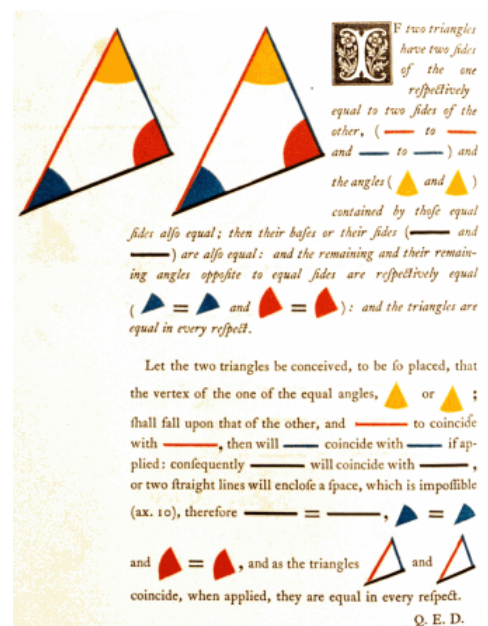 IF two triangles
have two ſides
of the one
reſpectively
equal to two ſides of the
other, ( to
and to ) and
the angles ( and )
contained by thoſe equal
ſides alſo equal; then their baſes or their ſides ( and
) are alſo equal: and the remaining and their remain-
ing angles oppoſite to equal ſides are reſpectively equal
( = and = ): and the triangles are
equal in every reſpect.
Let the two triangles be conceived, to be ſo placed, that
the vertex of the one of the equal angles, or ;
ſhall fall upon that of the other, and to coincide
with , then will coincide with if ap-
plied: conſequently will coincide with ,
or two ſtraight lines will encloſe a ſpace, which is impoſſible
(ax. 10), therefore = , =
and = , and as the triangles and
coincide, when applied, they are equal in every reſpect.
Q. E. D.